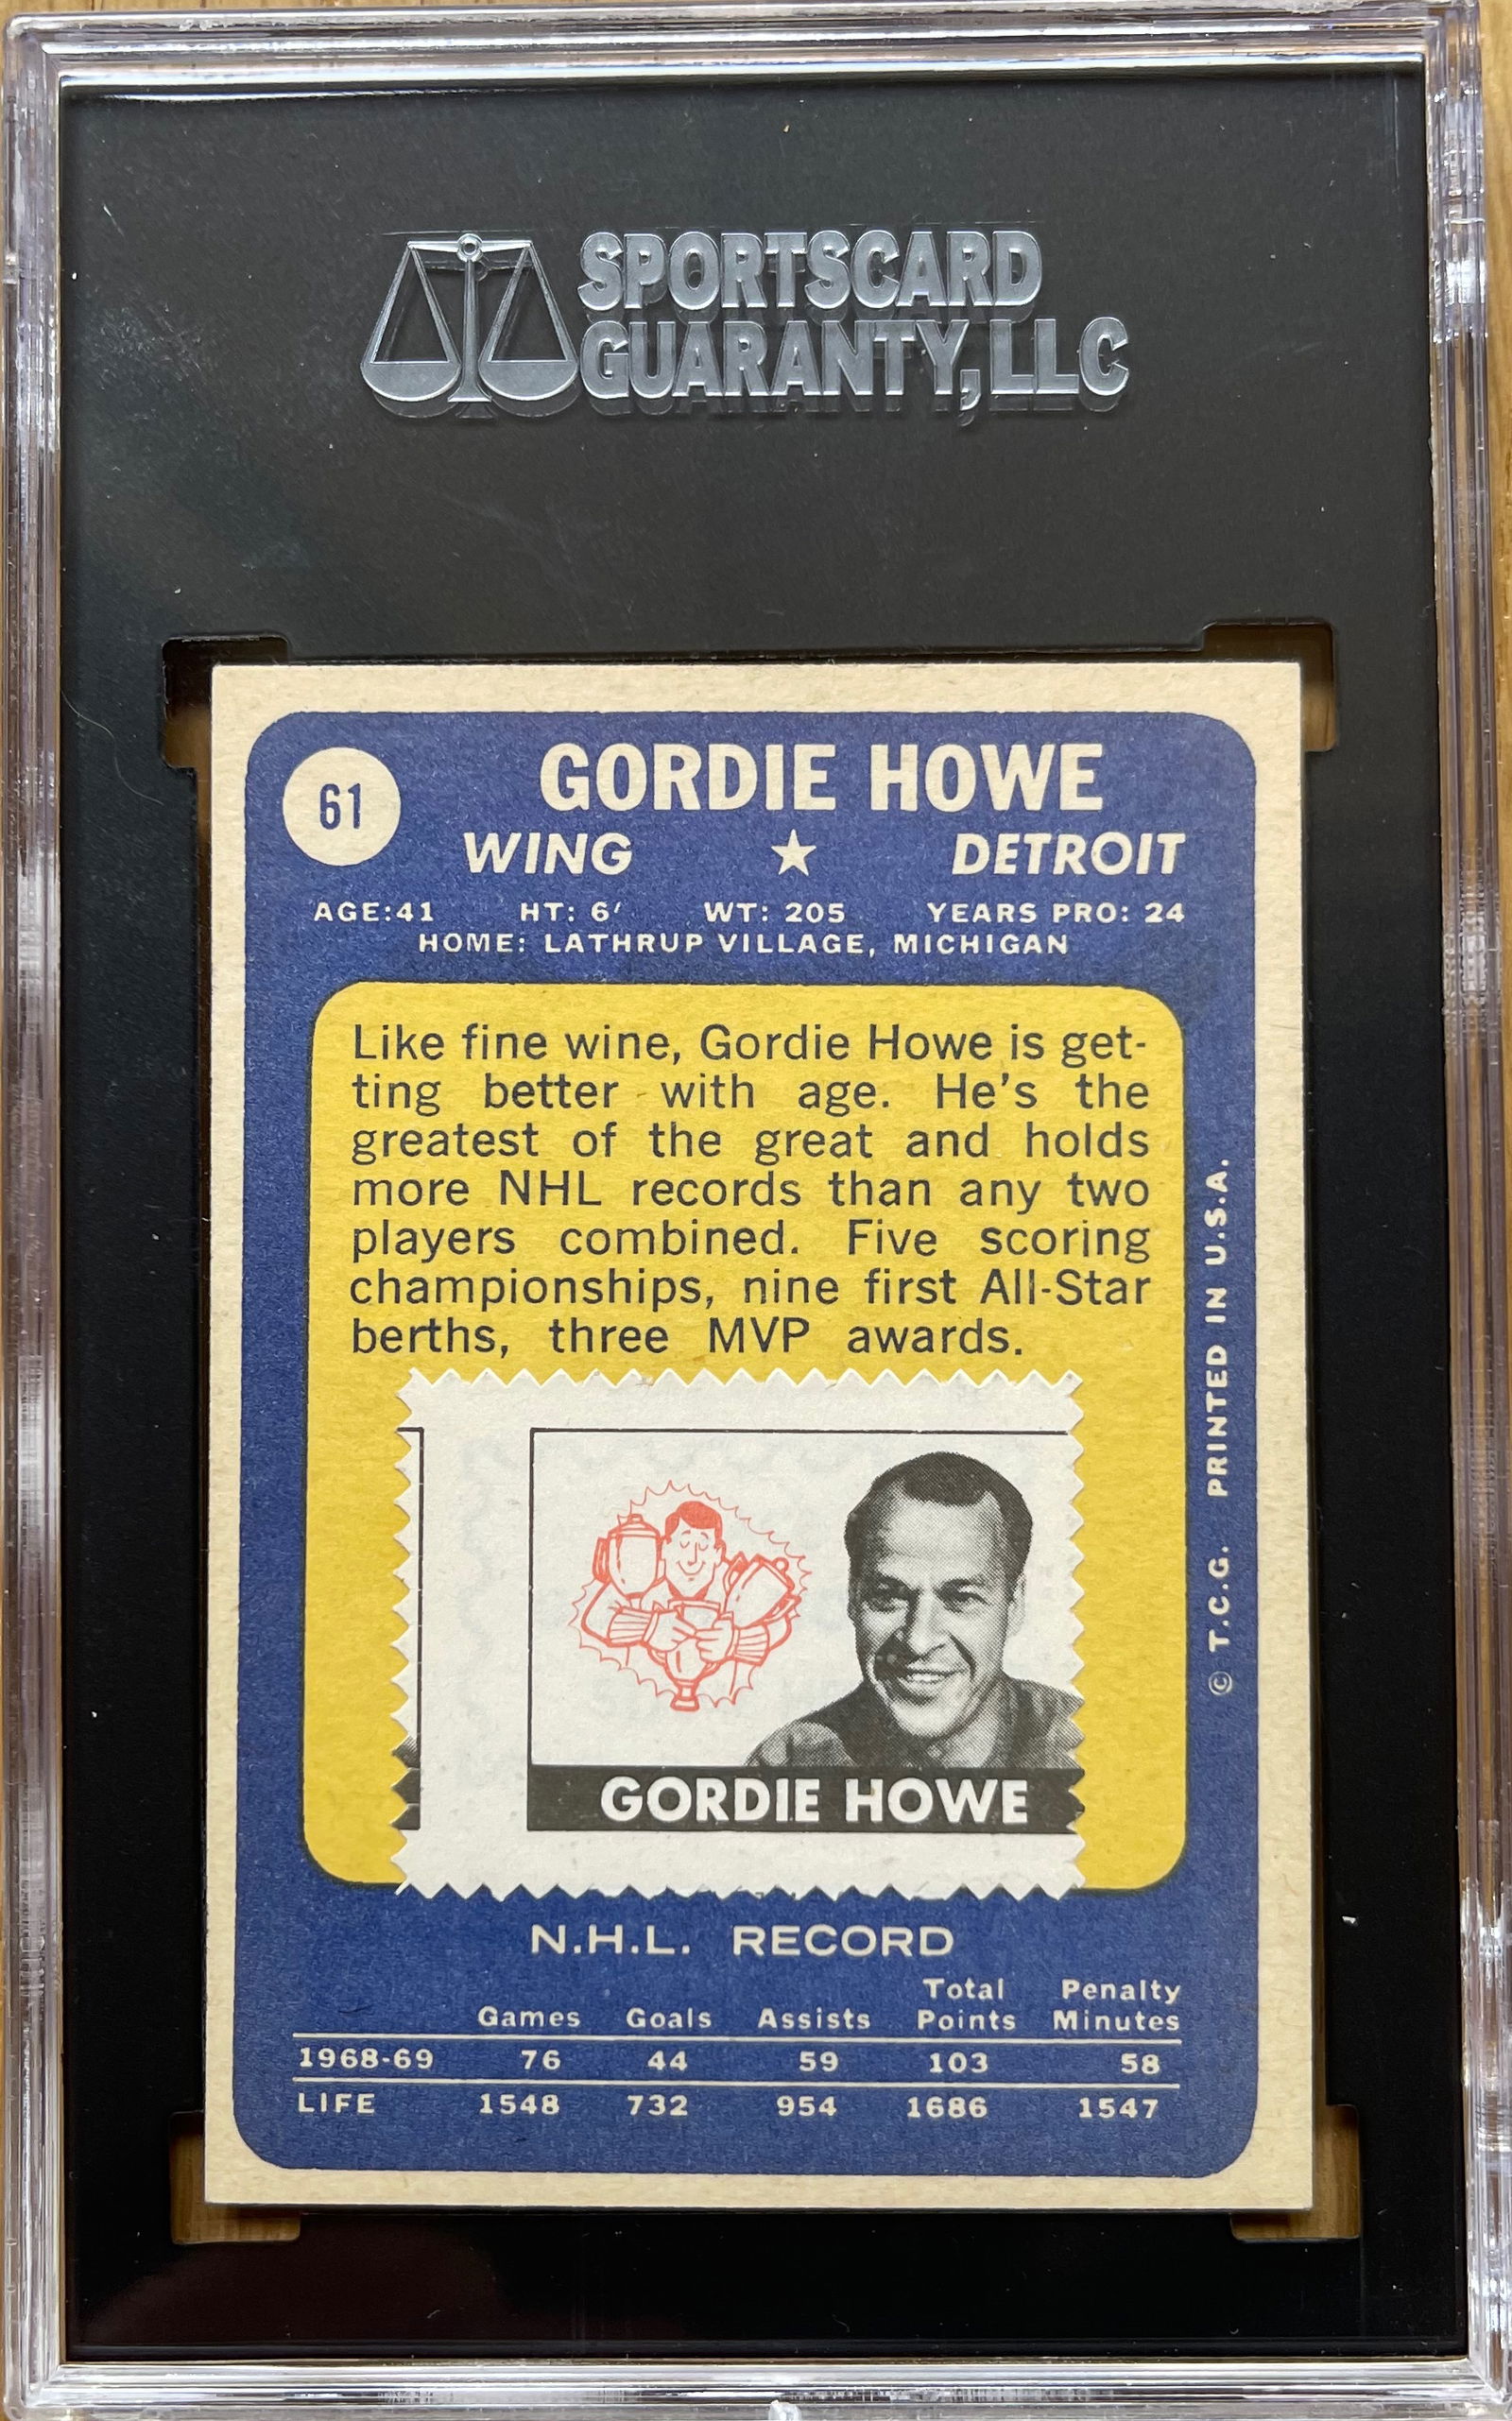 SPORTSCARD
GUARANTY, LLC
61
GORDIE HOWE
WING ★ DETROIT
AGE:41 HT: 6' WT: 205 YEARS PRO: 24
HOME: LATHRUP VILLAGE, MICHIGAN
Like fine wine, Gordie Howe is get-
ting better with age. He's the
greatest of the great and holds
more NHL records than any two
players combined. Five scoring
championships, nine first All-Star
berths, three MVP awards.
GORDIE HOWE
© T.C.G. PRINTED IN U.S.A.
N.H.L. RECORD
Games Goals Assists Total Points Penalty Minutes
1968-69 76 44 59 103 58
LIFE 1548 732 954 1686 1547